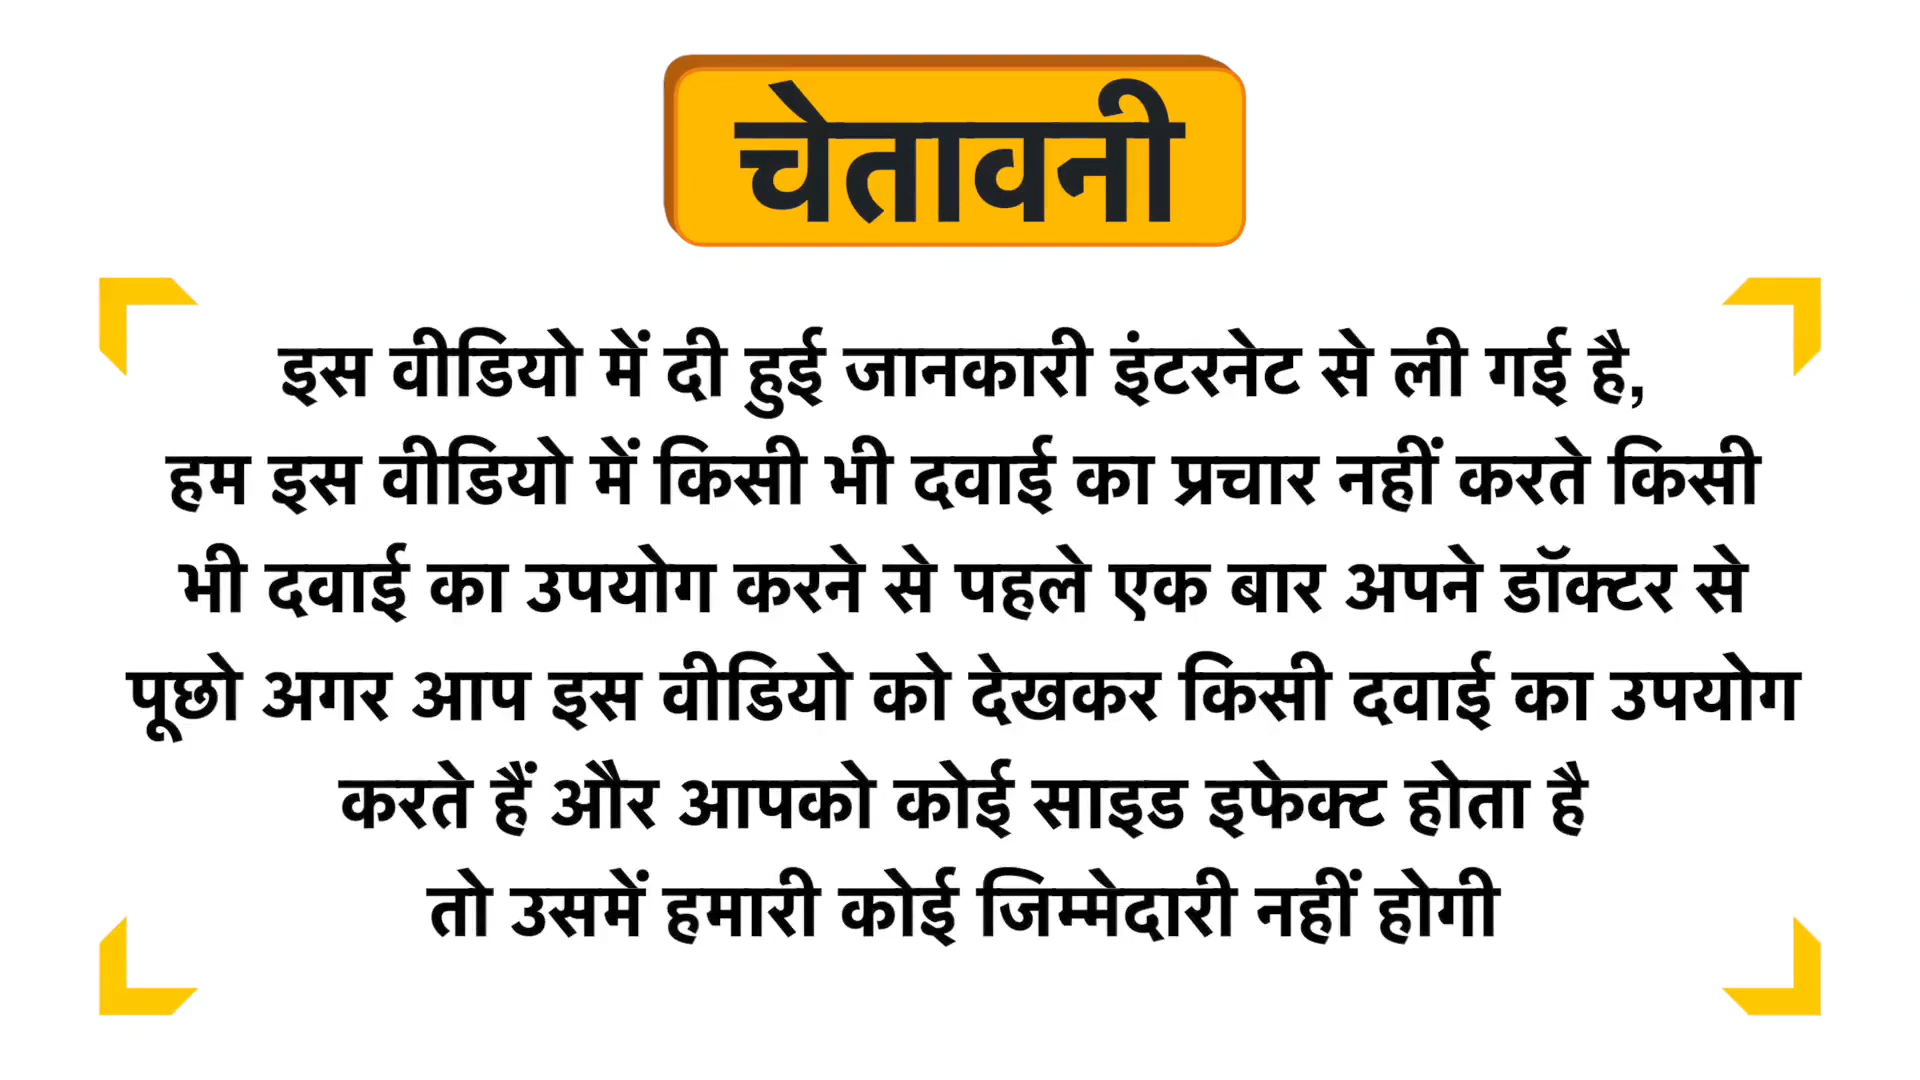 चेतावनी
इस वीडियो में दी हुई जानकारी इंटरनेट से ली गई है,
हम इस वीडियो में किसी भी दवाई का प्रचार नहीं करते किसी
भी दवाई का उपयोग करने से पहले एक बार अपने डॉक्टर से
पूछो अगर आप इस वीडियो को देखकर किसी दवाई का उपयोग
करते हैं और आपको कोई साइड इफेक्ट होता है
तो उसमें हमारी कोई जिम्मेदारी नहीं होगी